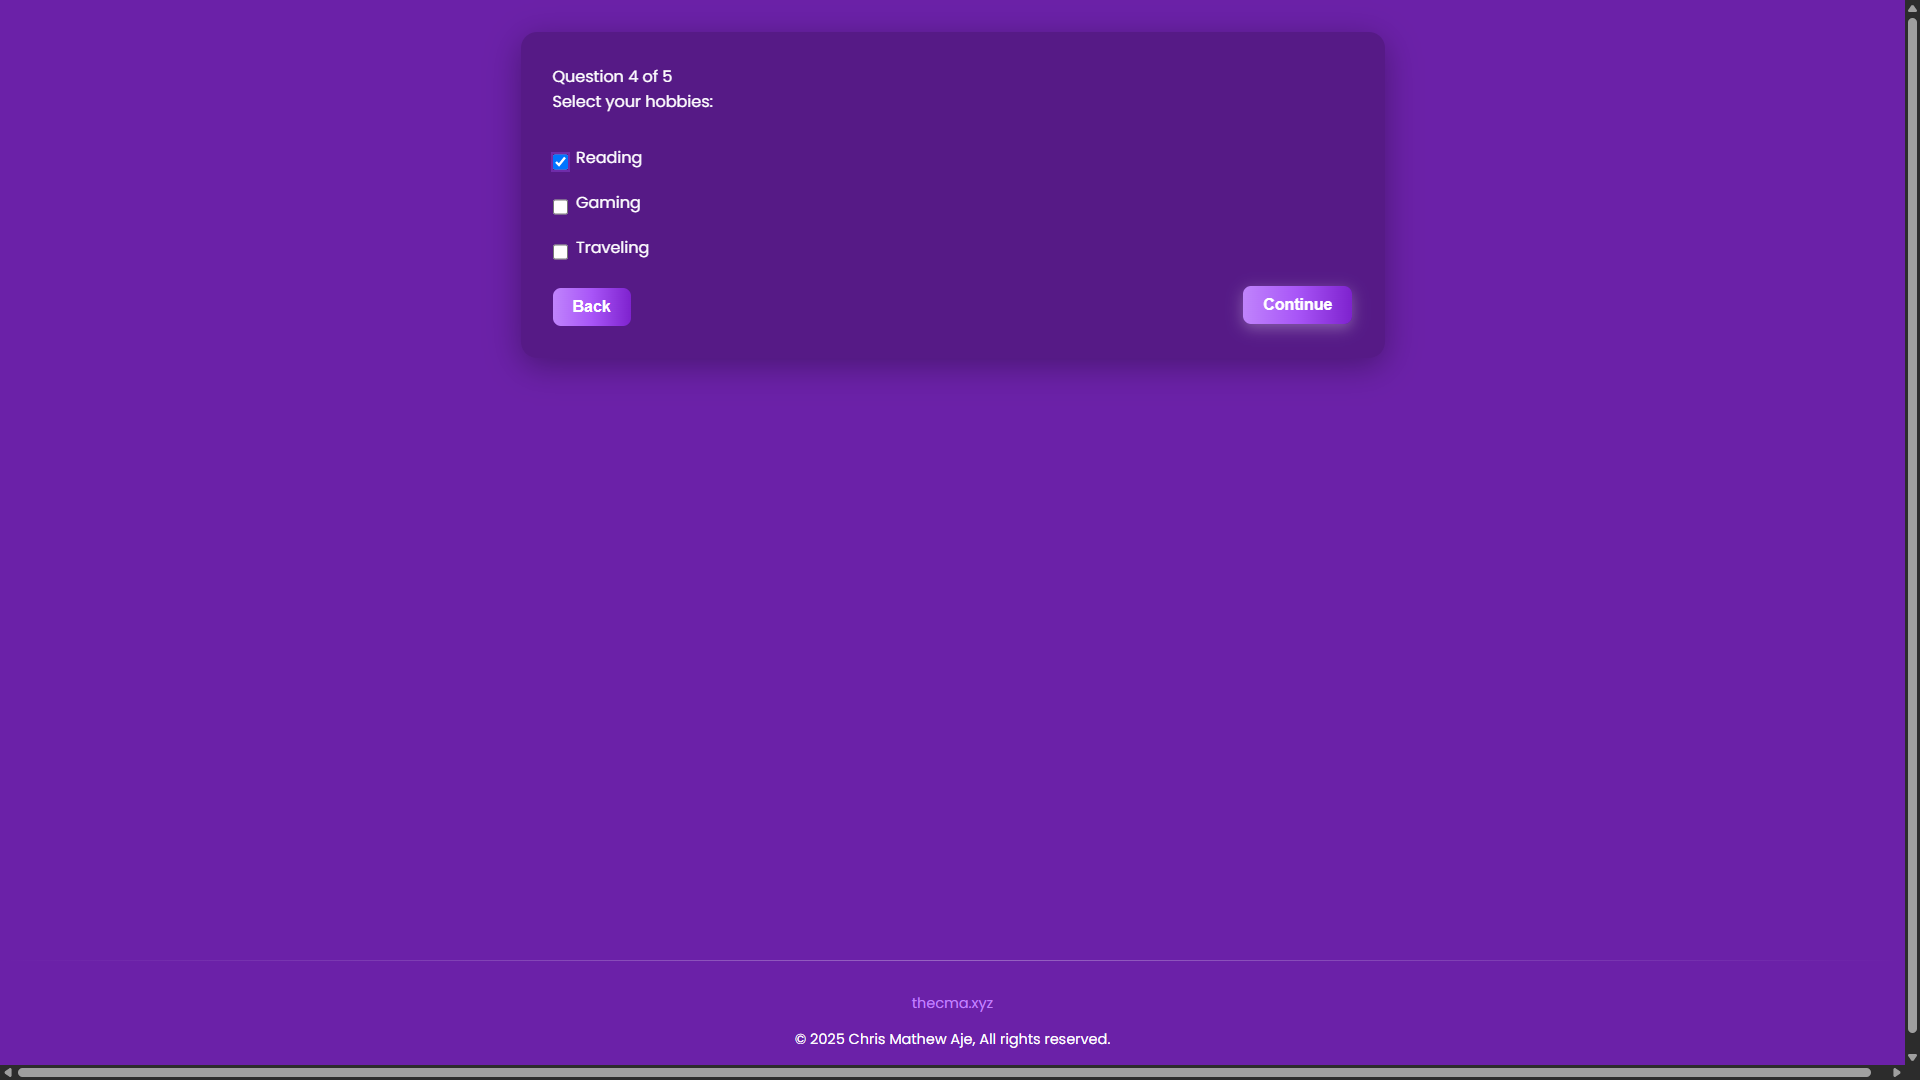 Question 4 of 5
Select your hobbies:
Reading
Gaming
Traveling
Back
Continue
thecma.xyz
© 2025 Chris Mathew Aje, All rights reserved.